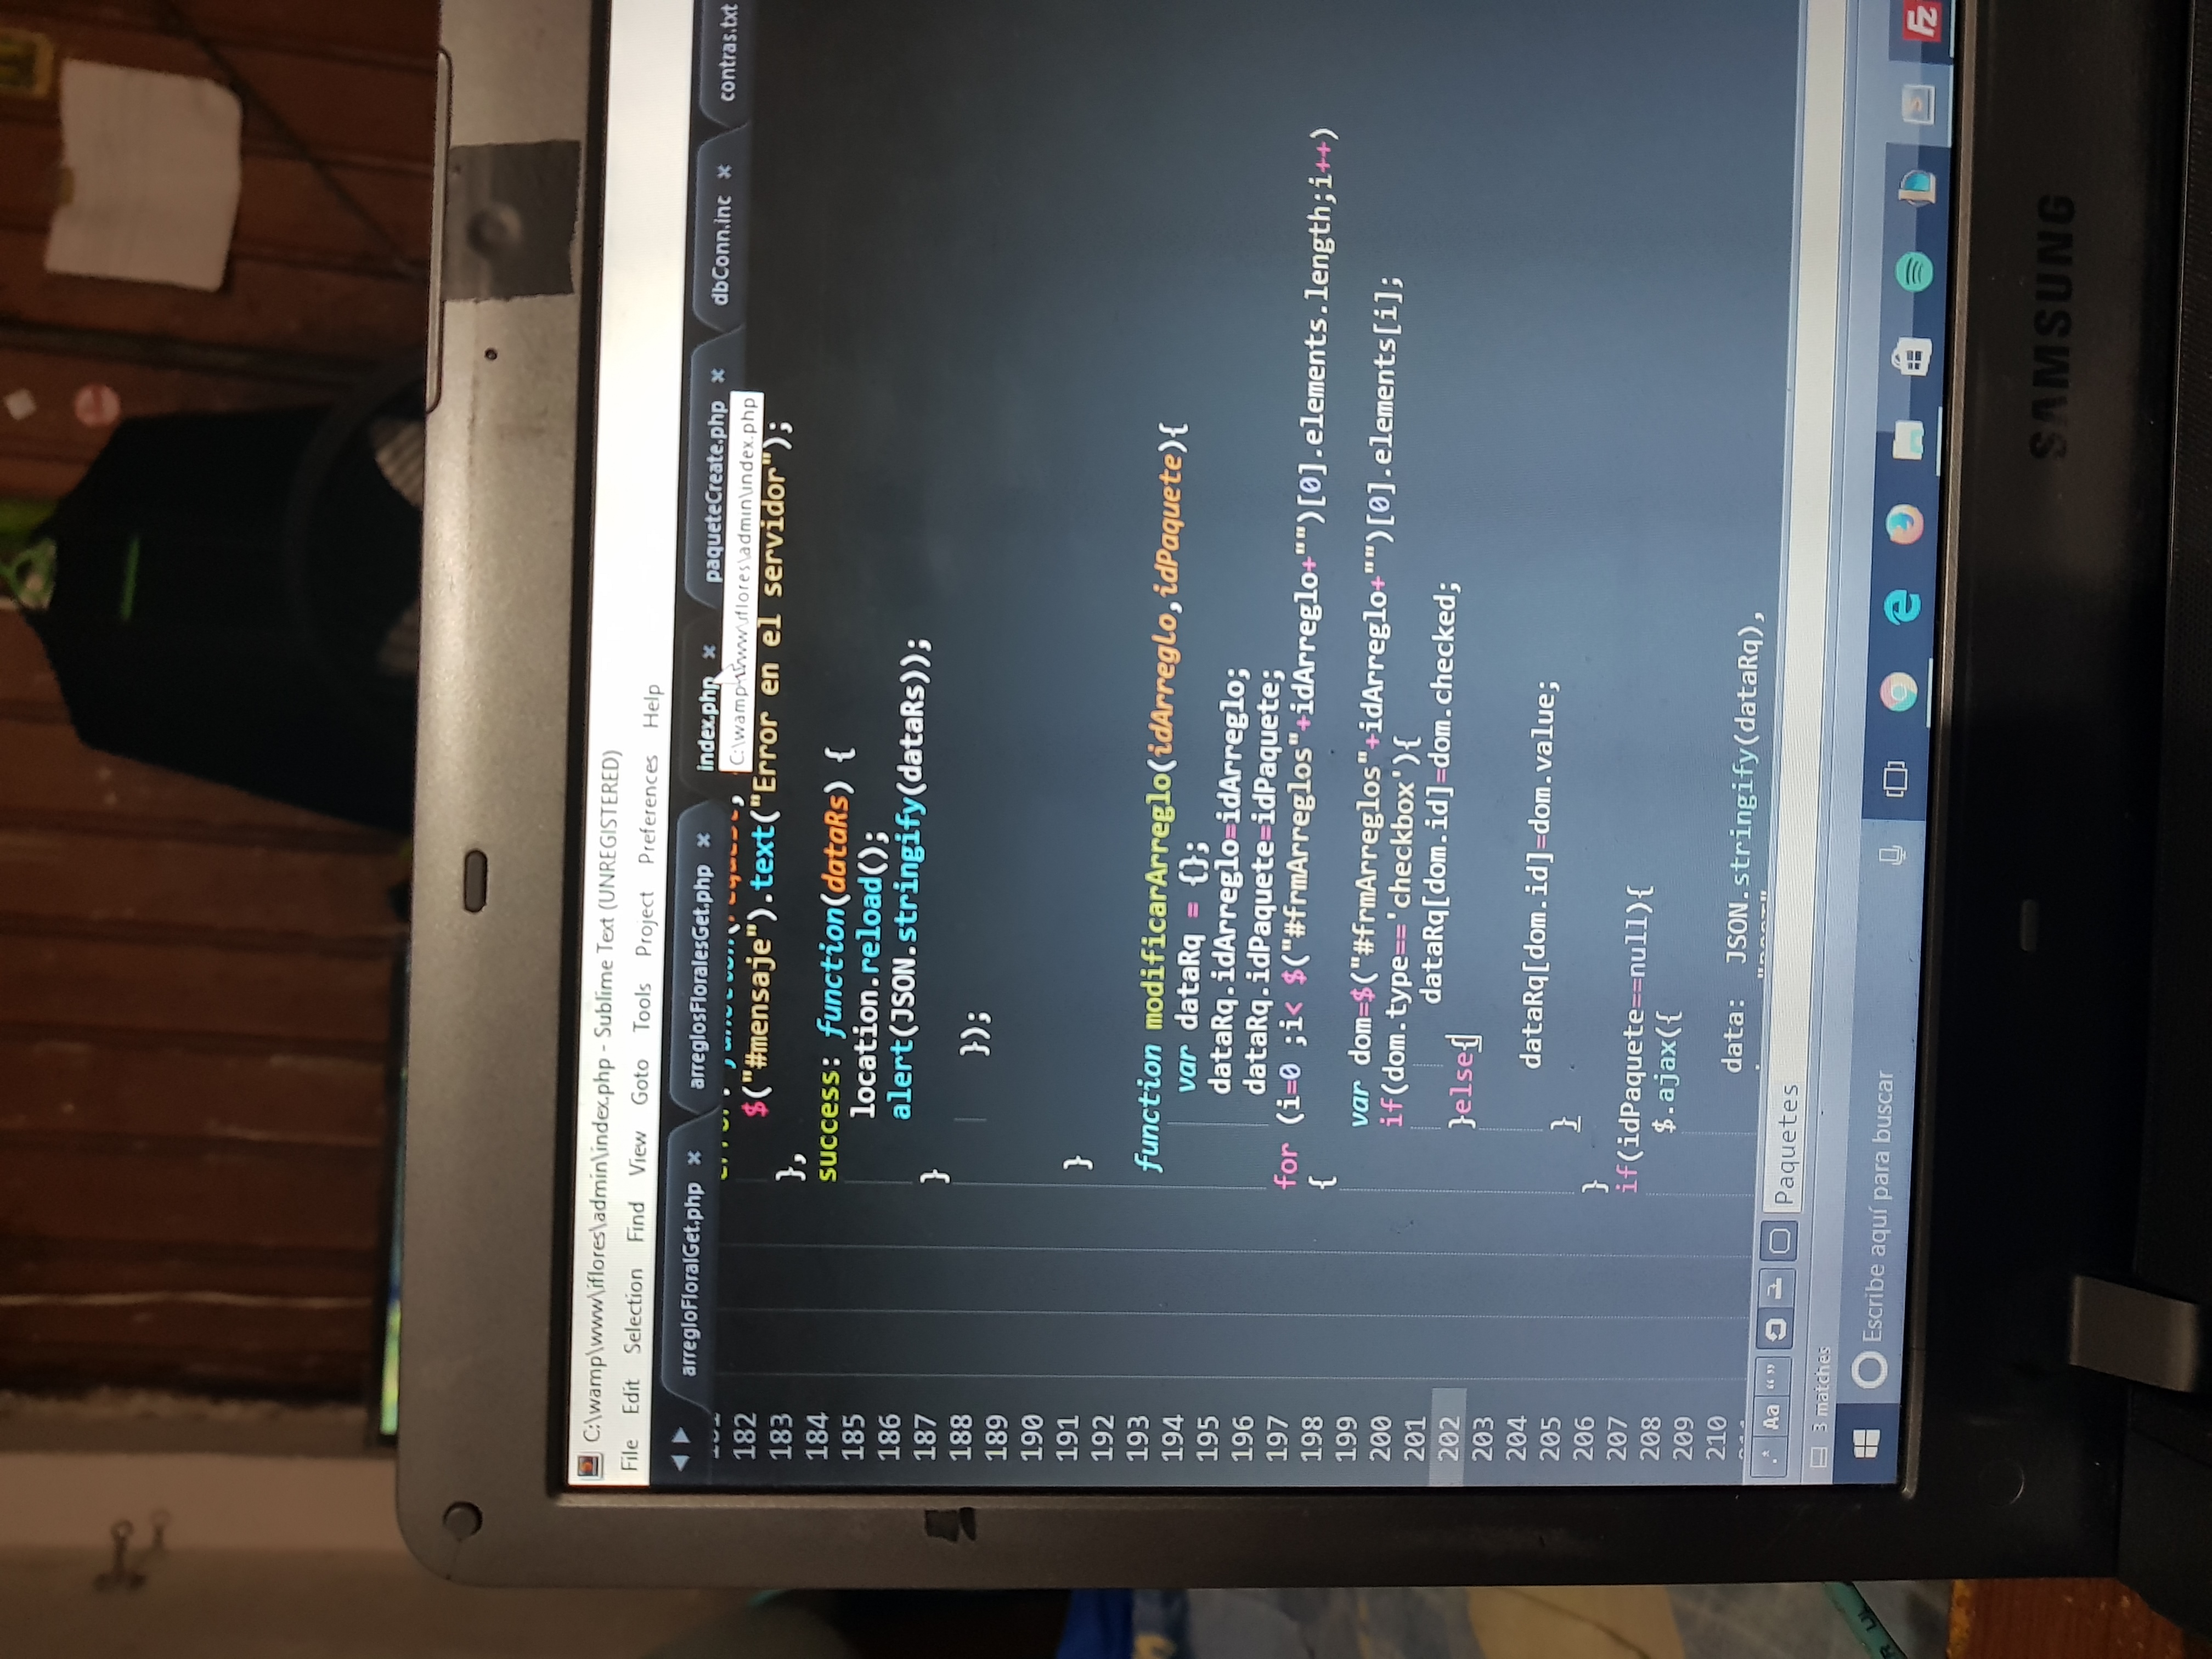 C:\wamp\www\iflores\admin\index.php - Sublime Text (UNREGISTERED)
File Edit Selection Find View Goto Tools Project Preferences Help
arregloFloralGet.php × arreglosFloralesGet.php × index.php × paqueteCreate.php × dbConn.inc × contras.txt
C:\wamp\www\iflores\admin\index.php
182 $("#mensaje").text("Error en el servidor");
183 },
184 success: function(dataRs) {
185 location.reload();
186 alert(JSON.stringify(dataRs));
187 }
188 });
189
190
191 }
192
193 function modificarArreglo(idArreglo,idPaquete){
194 var dataRq = {};
195 dataRq.idArreglo=idArreglo;
196 dataRq.idPaquete=idPaquete;
197 for (i=0 ;i< $("#frmArreglos"+idArreglo+"")[0].elements.length;i++)
198 {
199 var dom=$("#frmArreglos"+idArreglo+"")[0].elements[i];
200 if(dom.type=='checkbox'){
201 dataRq[dom.id]=dom.checked;
202 }else{
203
204 dataRq[dom.id]=dom.value;
205 }
206 }
207 if(idPaquete==null){
208 $.ajax({
209
210 data: JSON.stringify(dataRq),
.* Aa “” Paquetes
3 matches
Escribe aquí para buscar
Fz
SAMSUNG